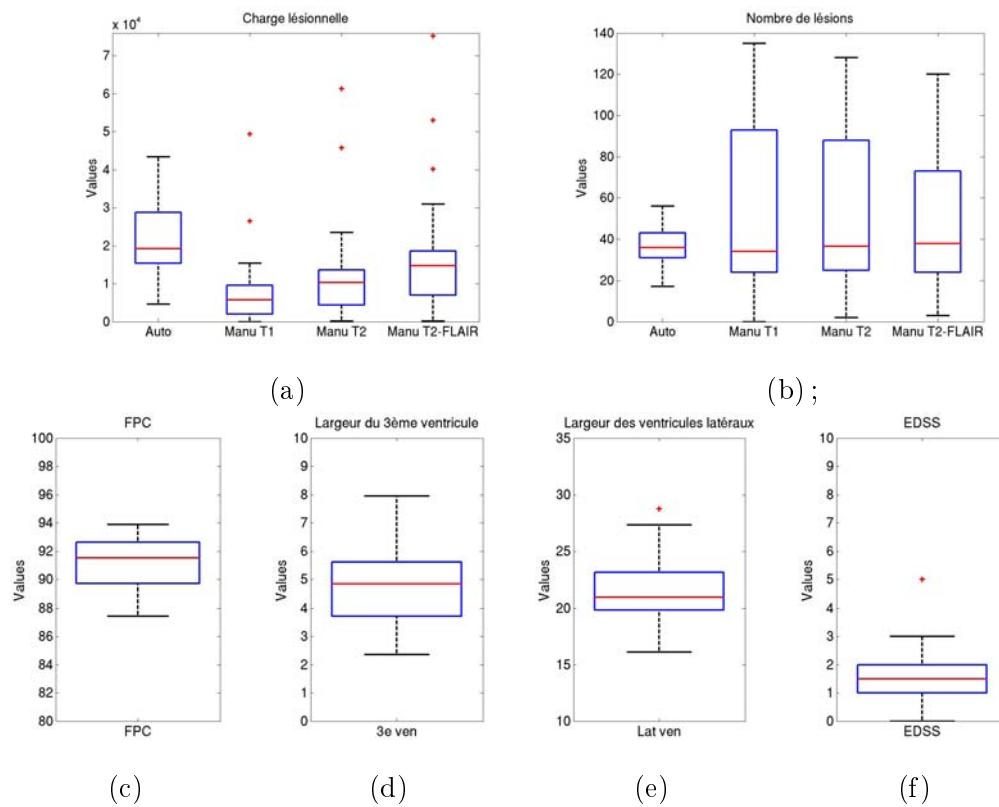 Charge lésionnelle
x 10⁴
7
6
5
4
3
2
1
0
Values
Auto Manu T1 Manu T2 Manu T2-FLAIR
(a)
Nombre de lésions
140
120
100
80
60
40
20
0
Values
Auto Manu T1 Manu T2 Manu T2-FLAIR
(b) ;
FPC
100
98
96
94
92
90
88
86
84
82
80
Values
FPC
(c)
Largeur du 3ème ventricule
10
9
8
7
6
5
4
3
2
1
0
Values
3e ven
(d)
Largeur des ventricules latéraux
35
30
25
20
15
10
Values
Lat ven
(e)
EDSS
10
9
8
7
6
5
4
3
2
1
0
Values
EDSS
(f)